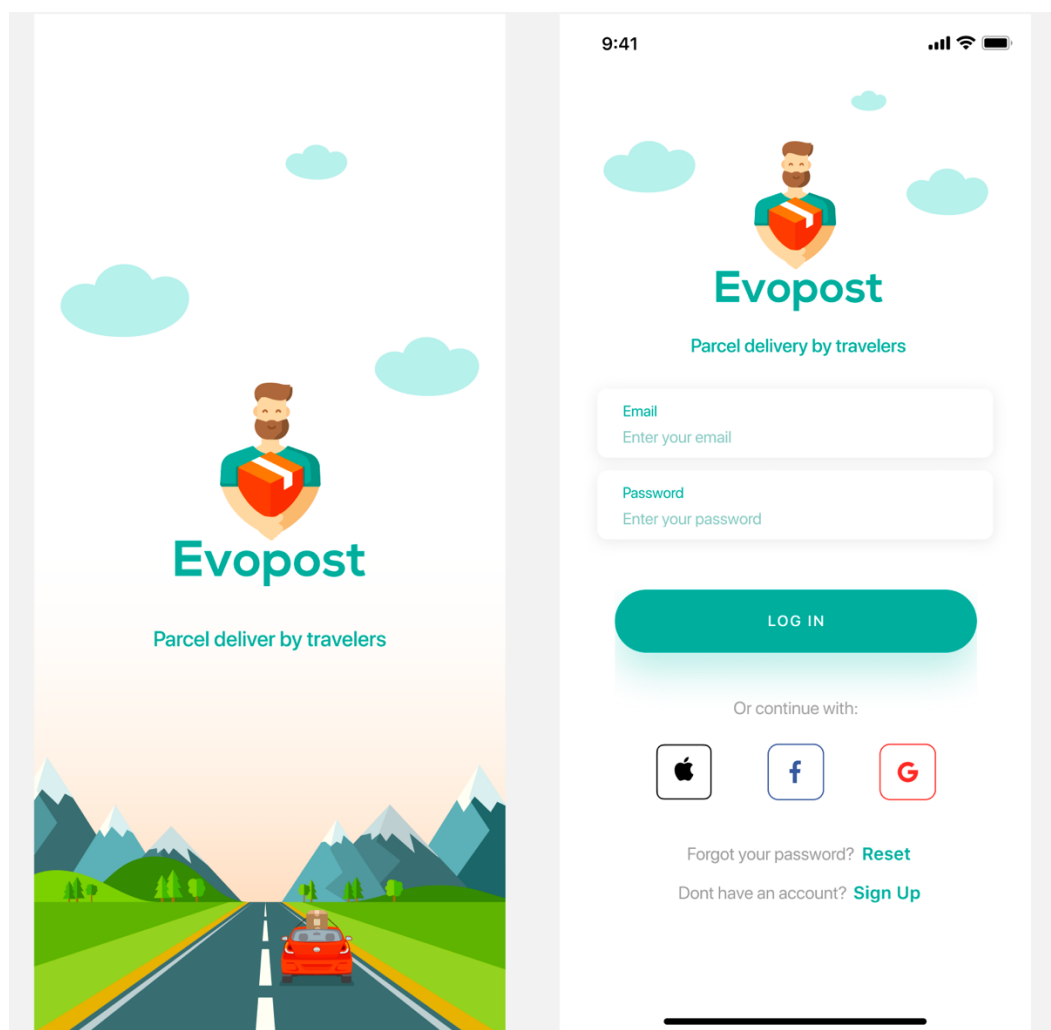 Evopost
Parcel deliver by travelers
9:41
Evopost
Parcel delivery by travelers
Email
Enter your email
Password
Enter your password
LOG IN
Or continue with:
f
G
Forgot your password? Reset
Dont have an account? Sign Up